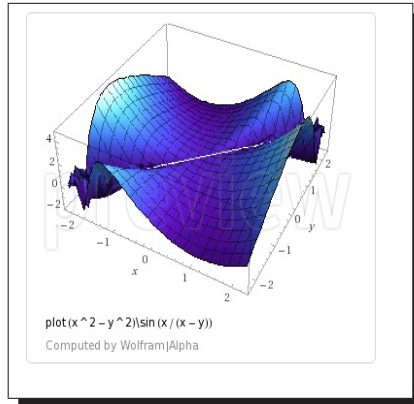 4
2
0
−2
−2
−1
0
1
2
x
2
1
0
−1
−2
y
preview
plot (x ^ 2 − y ^ 2)\sin (x / (x − y))
Computed by Wolfram|Alpha